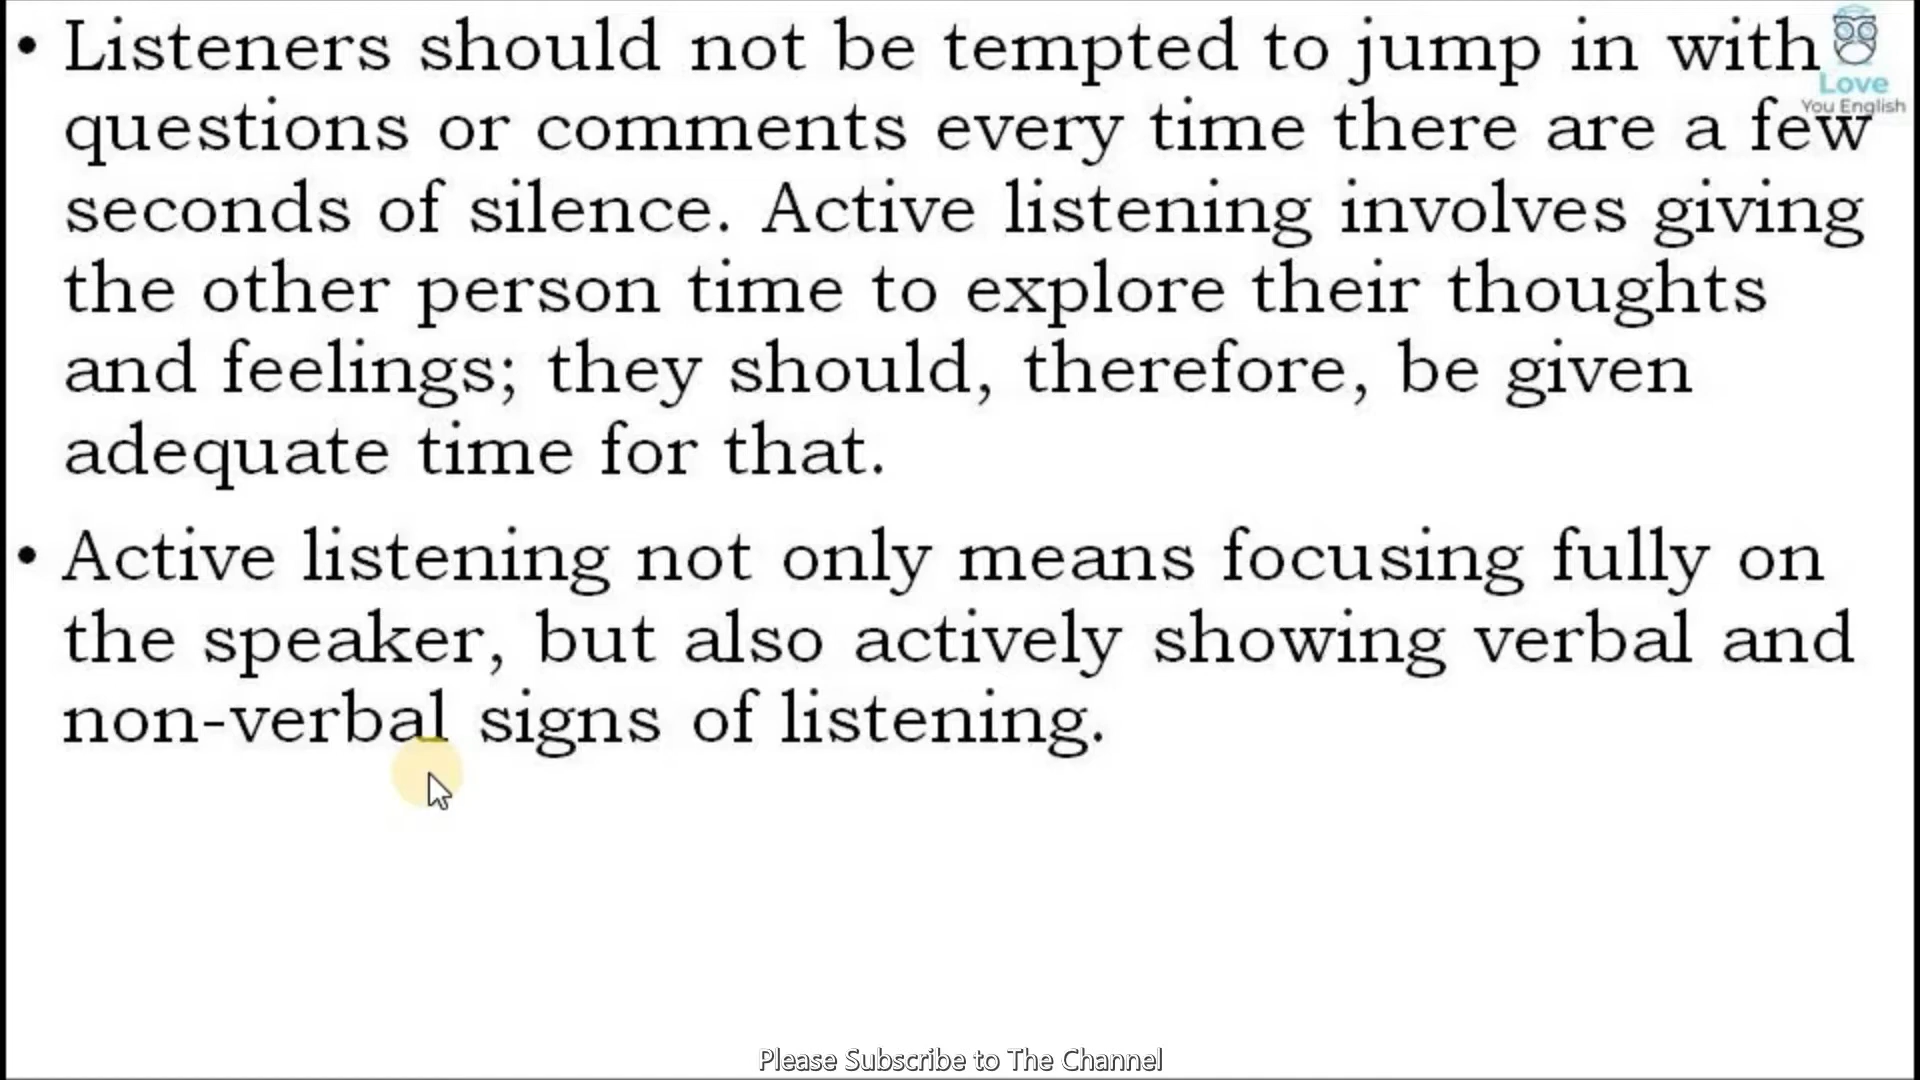 • Listeners should not be tempted to jump in with
questions or comments every time there are a few
seconds of silence. Active listening involves giving
the other person time to explore their thoughts
and feelings; they should, therefore, be given
adequate time for that.
• Active listening not only means focusing fully on
the speaker, but also actively showing verbal and
non-verbal signs of listening.
Love
You English
Please Subscribe to The Channel